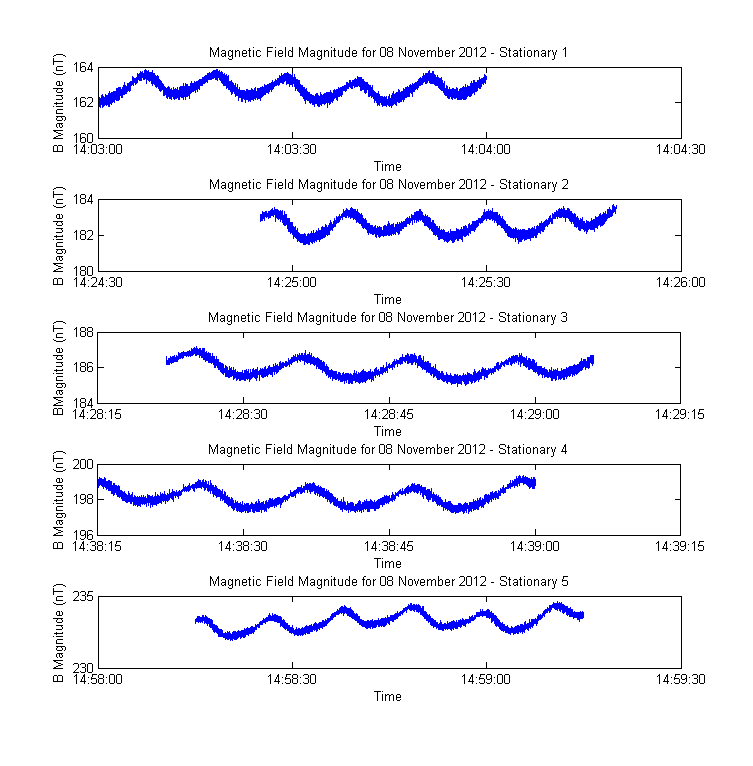 Magnetic Field Magnitude for 08 November 2012 - Stationary 1
B Magnitude (nT)
164
162
160
14:03:00 14:03:30 14:04:00 14:04:30
Time
Magnetic Field Magnitude for 08 November 2012 - Stationary 2
B Magnitude (nT)
184
182
180
14:24:30 14:25:00 14:25:30 14:26:00
Time
Magnetic Field Magnitude for 08 November 2012 - Stationary 3
BMagnitude (nT)
188
186
184
14:28:15 14:28:30 14:28:45 14:29:00 14:29:15
Time
Magnetic Field Magnitude for 08 November 2012 - Stationary 4
B Magnitude (nT)
200
198
196
14:38:15 14:38:30 14:38:45 14:39:00 14:39:15
Time
Magnetic Field Magnitude for 08 November 2012 - Stationary 5
B Magnitude (nT)
235
230
14:58:00 14:58:30 14:59:00 14:59:30
Time